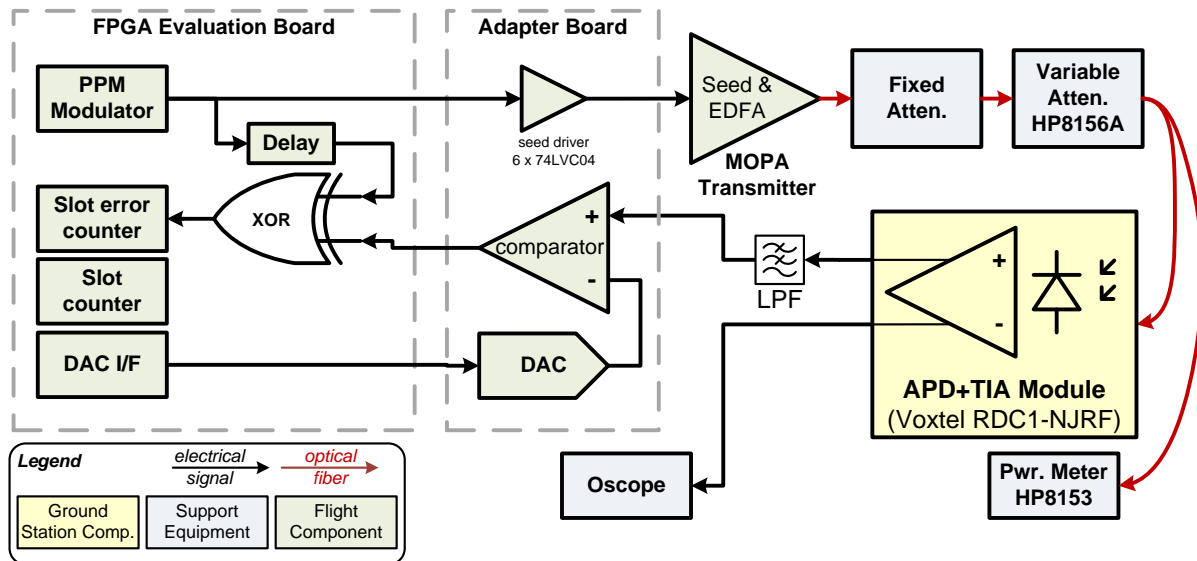 FPGA Evaluation Board
Adapter Board
PPM
Modulator
Delay
XOR
Slot error
counter
Slot
counter
DAC I/F
seed driver
6 x 74LVC04
+
comparator
-
DAC
Seed &
EDFA
MOPA
Transmitter
Fixed
Atten.
Variable
Atten.
HP8156A
LPF
+
-
APD+TIA Module
(Voxtel RDC1-NJRF)
Oscope
Pwr. Meter
HP8153
Legend
electrical
signal
optical
fiber
Ground
Station Comp.
Support
Equipment
Flight
Component